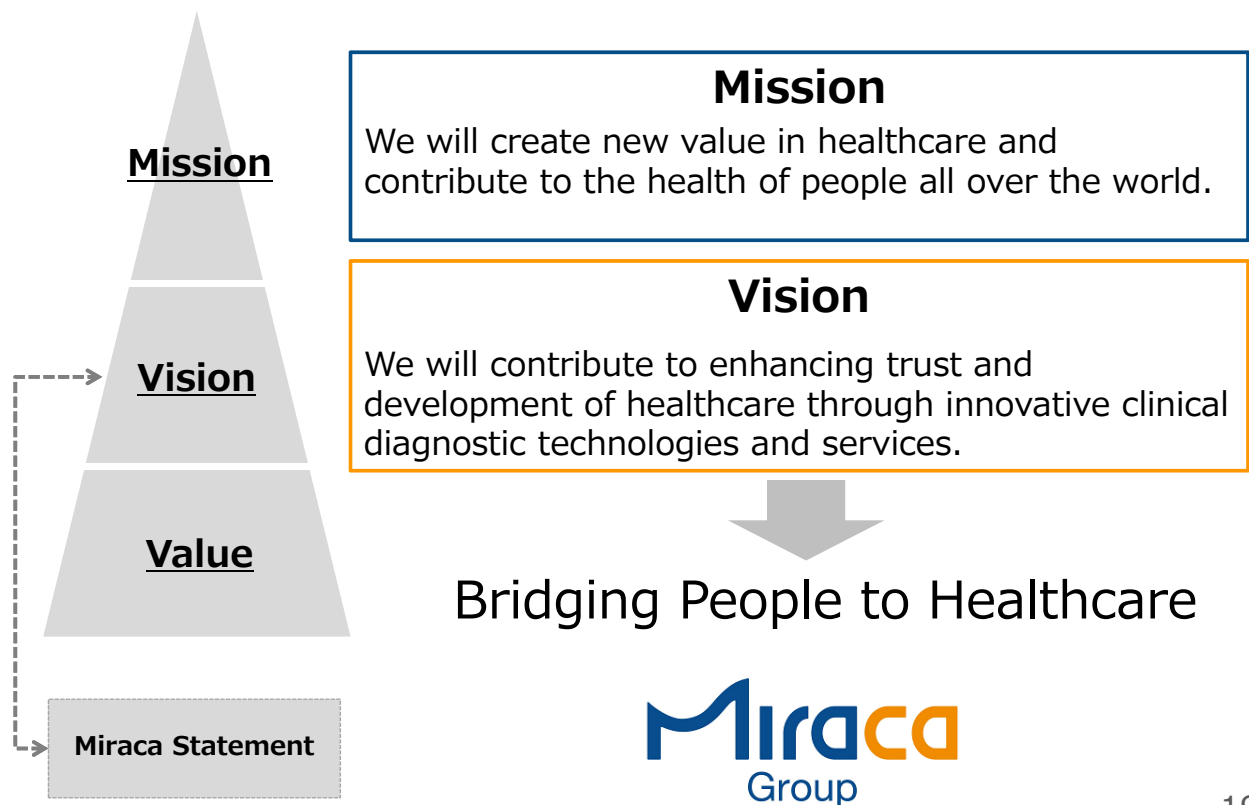 Mission
Vision
Value
Miraca Statement
Mission
We will create new value in healthcare and
contribute to the health of people all over the world.
Vision
We will contribute to enhancing trust and
development of healthcare through innovative clinical
diagnostic technologies and services.
Bridging People to Healthcare
Miraca
Group